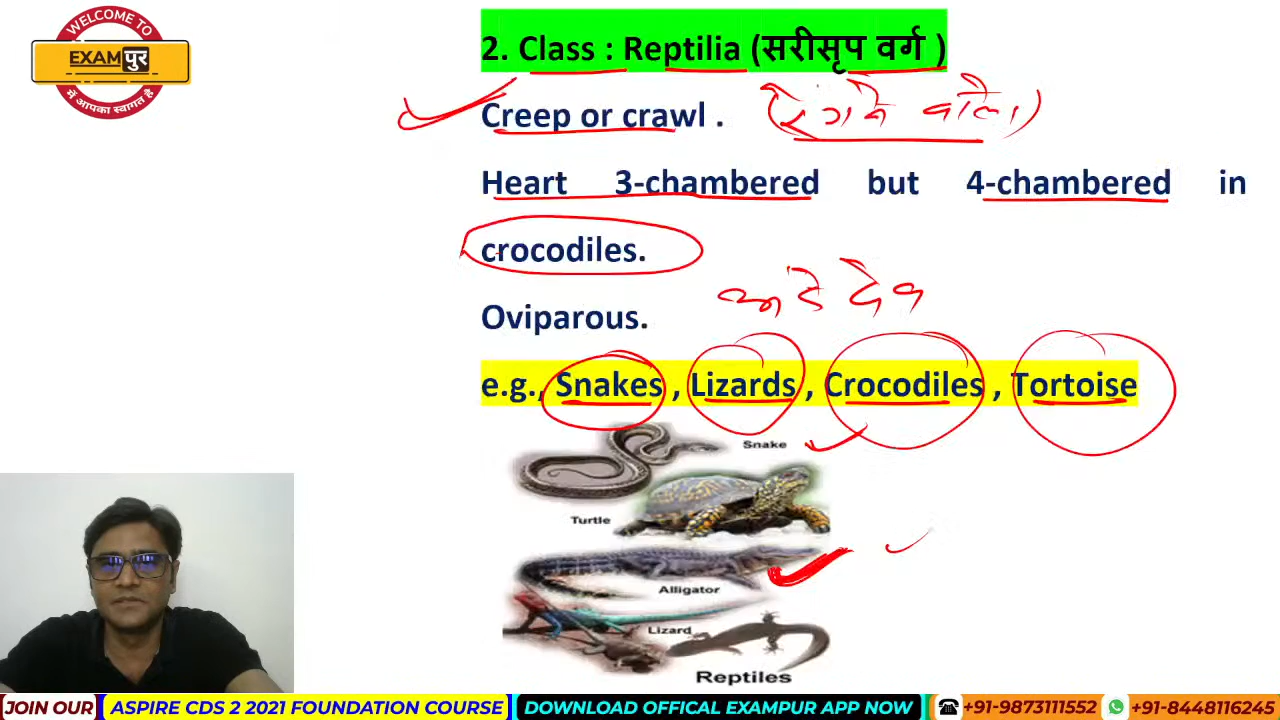 WELCOME TO
EXAMपुर
में आपका स्वागत है
2. Class : Reptilia (सरीसृप वर्ग )
Creep or crawl . (रेंगने वाला)
Heart 3-chambered but 4-chambered in
crocodiles.
Oviparous.
e.g., Snakes , Lizards , Crocodiles , Tortoise
Snake
Turtle
Alligator
Lizard
Reptiles
JOIN OUR ASPIRE CDS 2 2021 FOUNDATION COURSE DOWNLOAD OFFICAL EXAMPUR APP NOW +91-9873111552 +91-8448116245